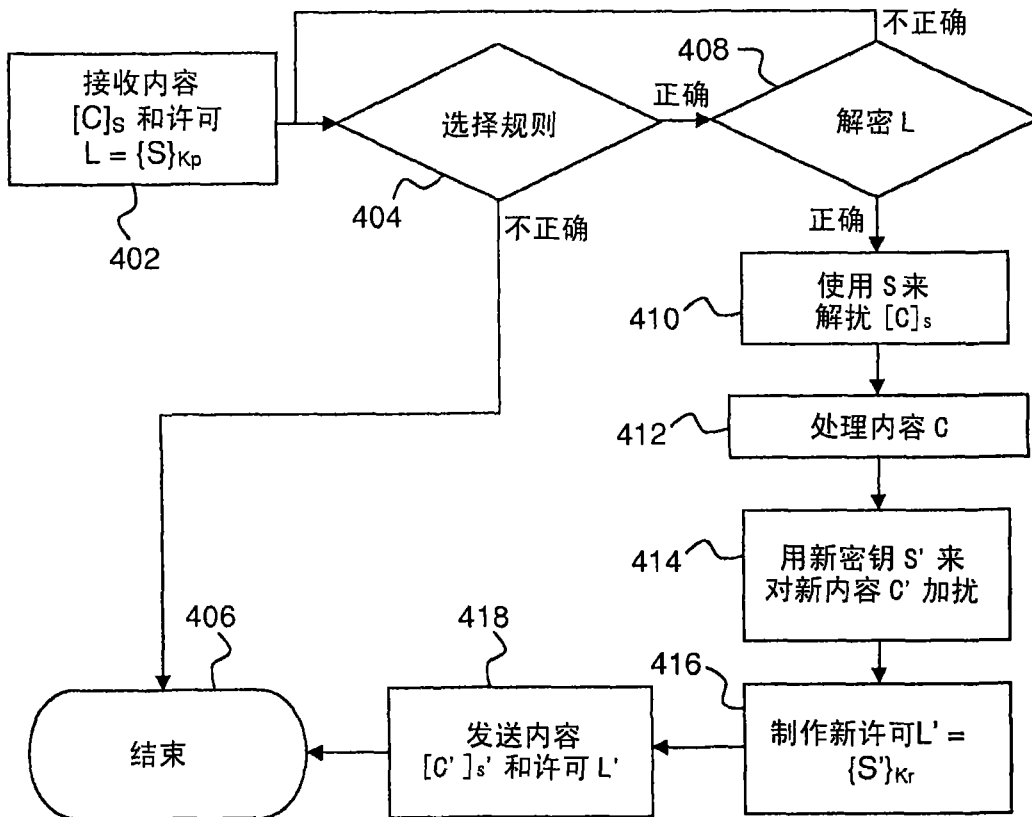 不正确
408
接收内容
[C]s 和许可
L = {S}Kp
402
选择规则
404
正确
解密 L
不正确
正确
使用 S 来
解扰 [C]s
410
处理内容 C
412
用新密钥 S' 来
对新内容 C' 加扰
414
406
418
416
结束
发送内容
[C']s' 和许可 L'
制作新许可L' =
{S'}Kr